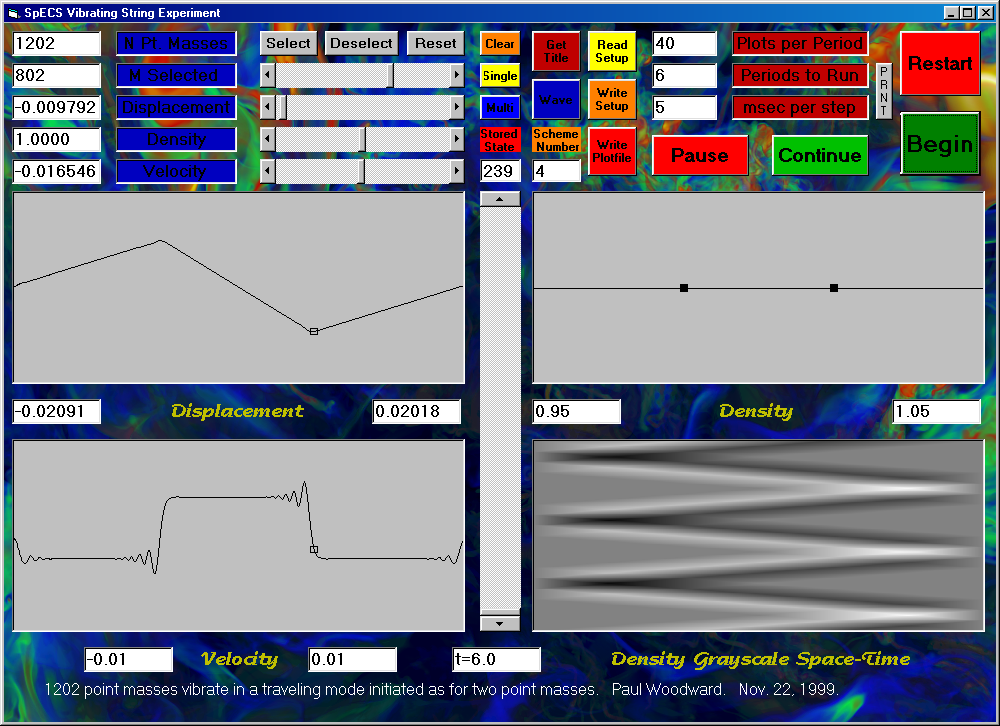 SpECS Vibrating String Experiment
1202 N Pt. Masses Select Deselect Reset Clear Get Title Read Setup 40 Plots per Period Restart
802 M Selected Single 6 Periods to Run PRNT
-0.009792 Displacement Multi Wave Write Setup 5 msec per step
1.0000 Density Stored State Scheme Number Write Plotfile Pause Continue Begin
-0.016546 Velocity 239 4
-0.02091 Displacement 0.02018 0.95 Density 1.05
-0.01 Velocity 0.01 t=6.0 Density Grayscale Space-Time
1202 point masses vibrate in a traveling mode initiated as for two point masses. Paul Woodward. Nov. 22, 1999.